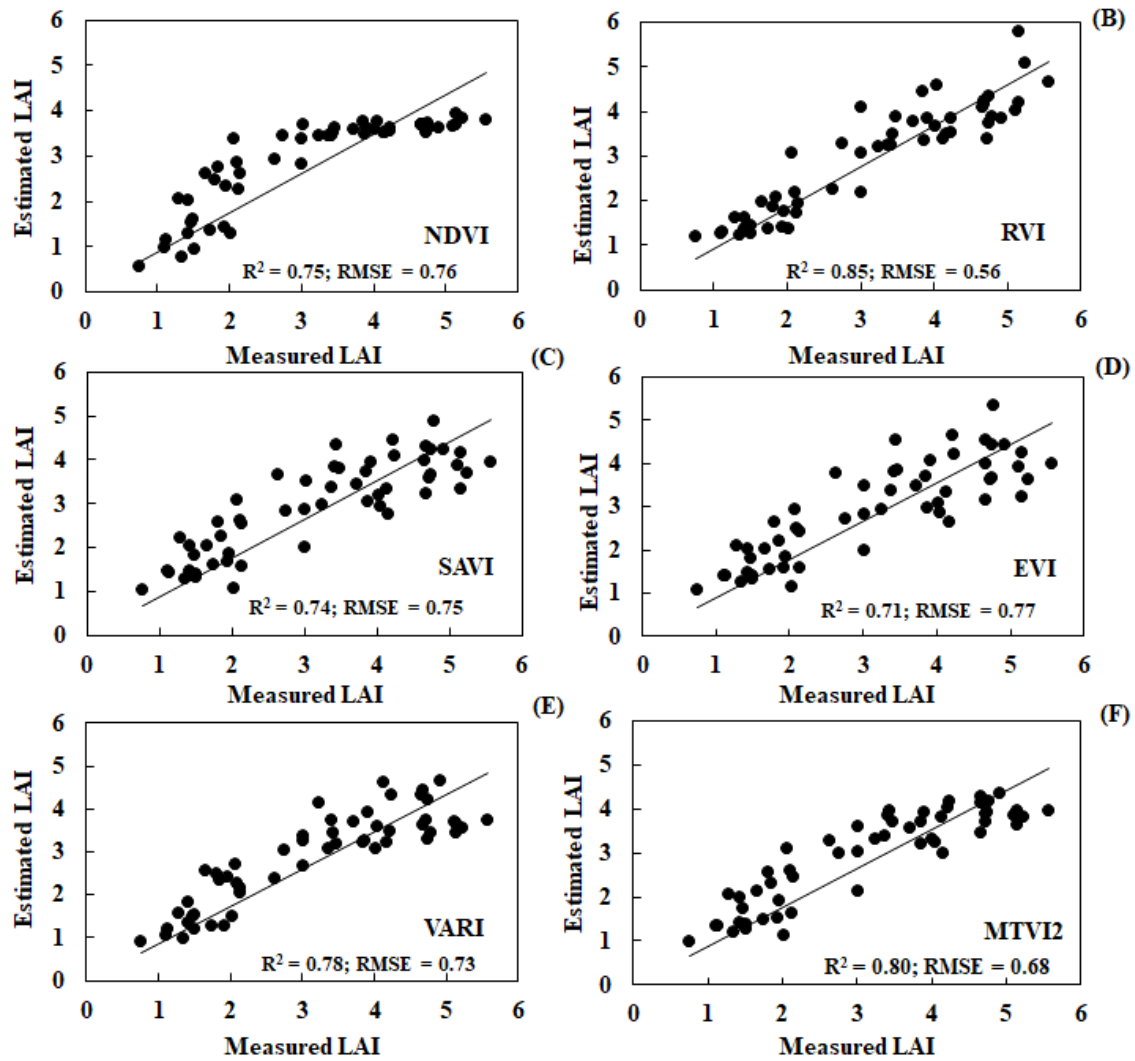 (B)
6
5
4
3
2
1
0
Estimated LAI
NDVI
R² = 0.75; RMSE = 0.76
0 1 2 3 4 5 6
Measured LAI
6
5
4
3
2
1
0
Estimated LAI
RVI
R² = 0.85; RMSE = 0.56
0 1 2 3 4 5 6
Measured LAI
(C)
6
5
4
3
2
1
0
Estimated LAI
SAVI
R² = 0.74; RMSE = 0.75
0 1 2 3 4 5 6
Measured LAI
(D)
6
5
4
3
2
1
0
Estimated LAI
EVI
R² = 0.71; RMSE = 0.77
0 1 2 3 4 5 6
Measured LAI
(E)
6
5
4
3
2
1
0
Estimated LAI
VARI
R² = 0.78; RMSE = 0.73
0 1 2 3 4 5 6
Measured LAI
(F)
6
5
4
3
2
1
0
Estimated LAI
MTVI2
R² = 0.80; RMSE = 0.68
0 1 2 3 4 5 6
Measured LAI